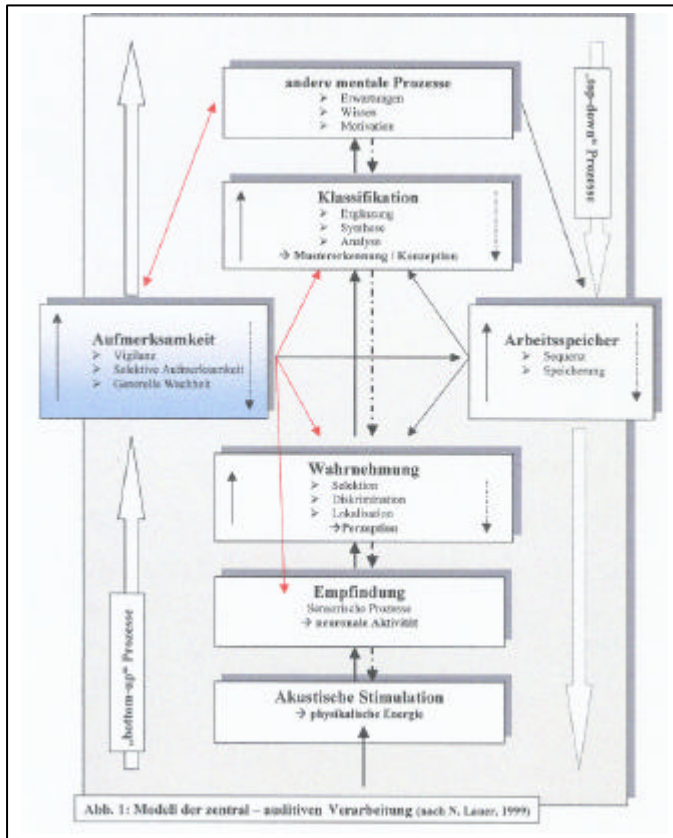 andere mentale Prozesse
➢ Erwartungen
➢ Wissen
➢ Motivation
„top-down“ Prozesse
Klassifikation
➢ Ergänzung
➢ Synthese
➢ Analyse
→ Mustererkennung / Konzeption
Aufmerksamkeit
➢ Vigilanz
➢ Selektive Aufmerksamkeit
➢ Generelle Wachheit
Arbeitsspeicher
➢ Sequenz
➢ Speicherung
Wahrnehmung
➢ Selektion
➢ Diskrimination
➢ Lokalisation
→ Perzeption
„bottom-up“ Prozesse
Empfindung
Sensorische Prozesse
→ neuronale Aktivität
Akustische Stimulation
→ physikalische Energie
Abb. 1: Modell der zentral – auditiven Verarbeitung (nach N. Lauer, 1999)